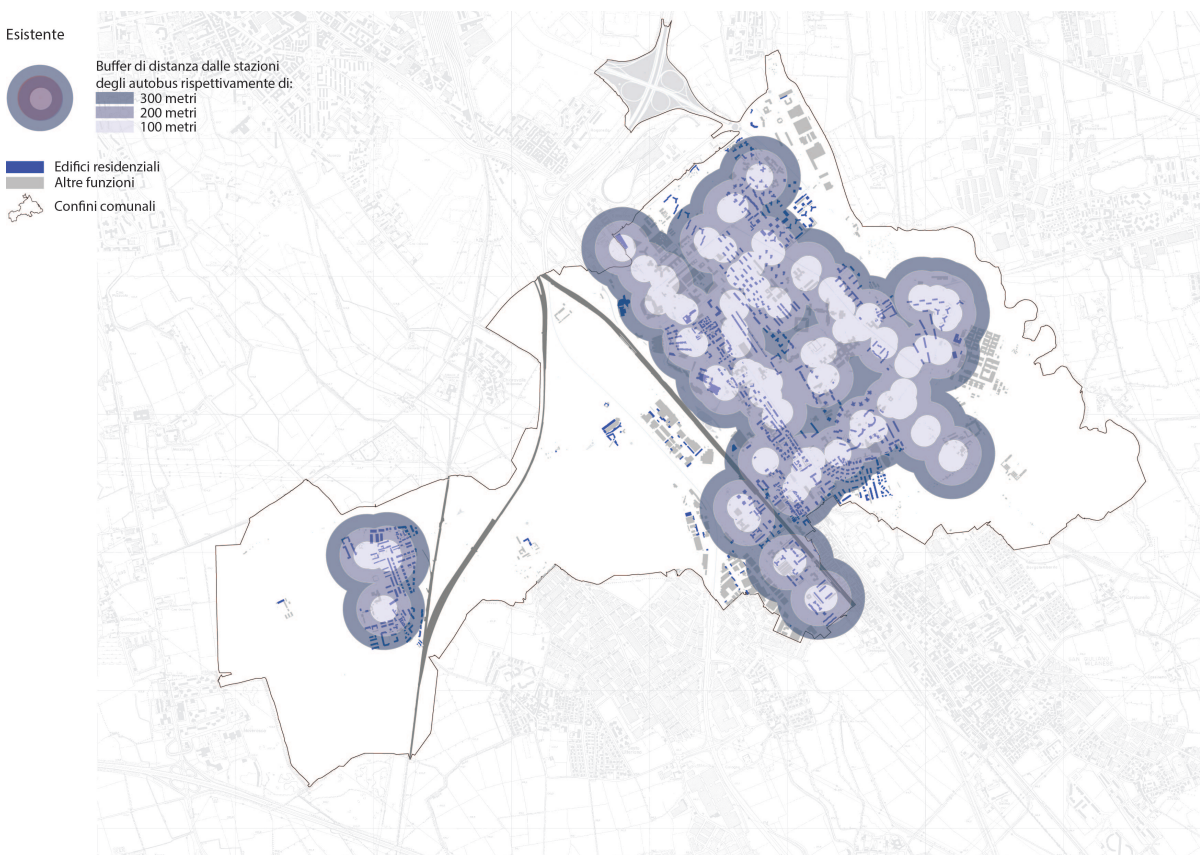 Esistente
Buffer di distanza dalle stazioni
degli autobus rispettivamente di:
300 metri
200 metri
100 metri
Edifici residenziali
Altre funzioni
Confini comunali